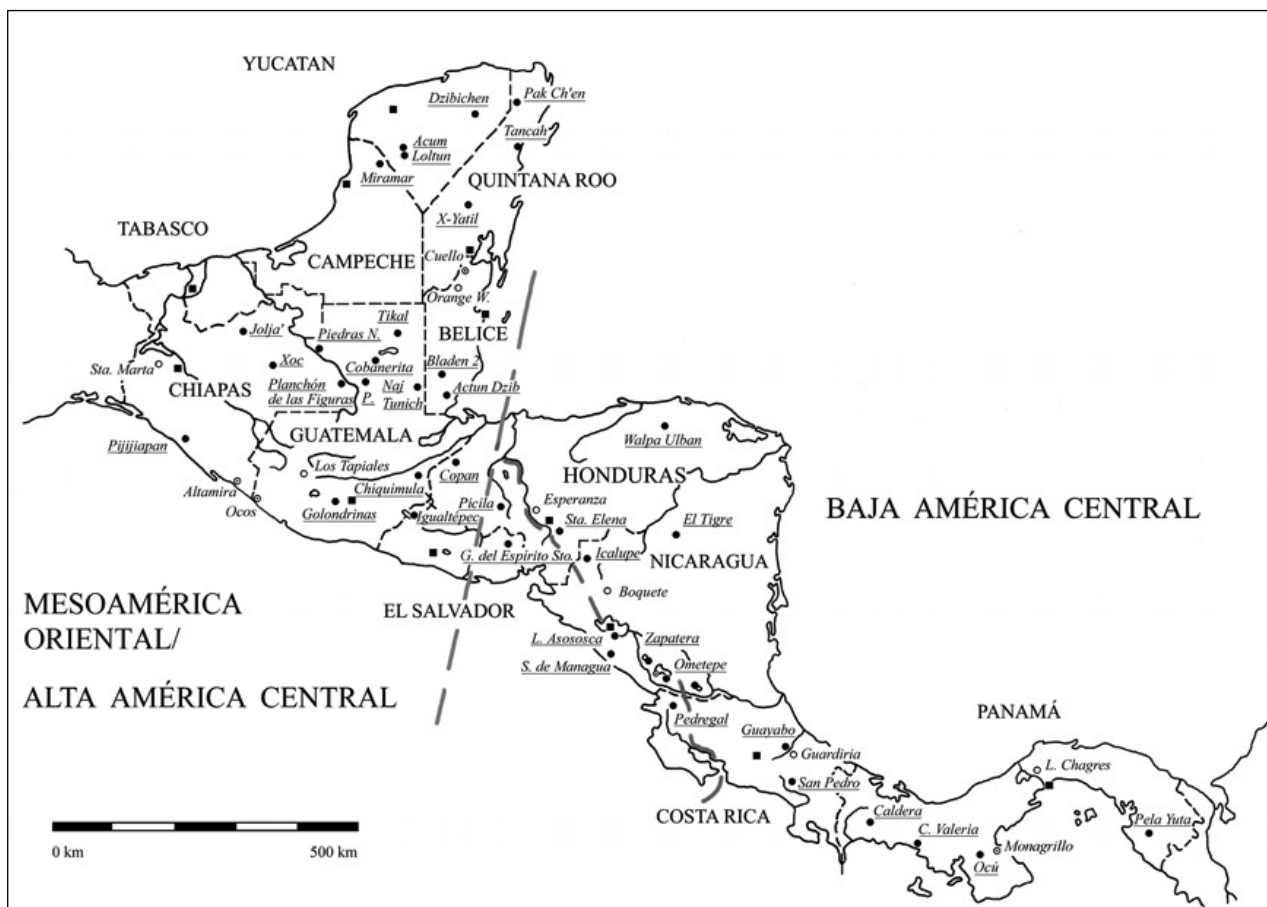 YUCATAN
Dzibichen
Pak Ch'en
Tancah
Acum
Loltun
Miramar
QUINTANA ROO
X-Yatil
TABASCO
CAMPECHE
Cuello
Orange W.
BELICE
Tikal
Jolja'
Piedras N.
Sta. Marta
Xoc
Cobanerita
Bladen 2
CHIAPAS
Planchón
de las Figuras
P.
Naj
Tunich
Actun Dzib
GUATEMALA
Pijijiapan
Walpa Ulban
Los Tapiales
Copan
HONDURAS
Altamira
Chiquimula
Ocos
Golondrinas
Igualtépec
Picila
Esperanza
Sta. Elena
El Tigre
BAJA AMÉRICA CENTRAL
G. del Espírito Sto.
Icalupe
NICARAGUA
Boquete
MESOAMÉRICA
ORIENTAL/
ALTA AMÉRICA CENTRAL
EL SALVADOR
L. Asososca
Zapatera
S. de Managua
Ometepe
Pedregal
PANAMÁ
Guayabo
Guardiria
L. Chagres
San Pedro
COSTA RICA
Caldera
C. Valeria
Pela Yuta
Monagrillo
Ocú
0 km
500 km